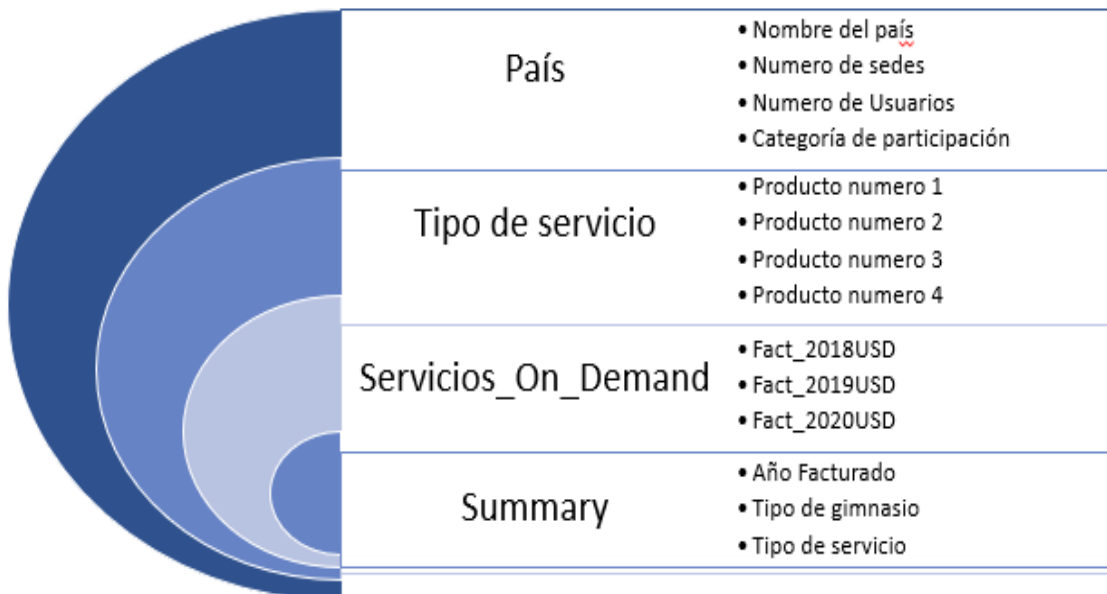 País
• Nombre del país
• Numero de sedes
• Numero de Usuarios
• Categoría de participación
Tipo de servicio
• Producto numero 1
• Producto numero 2
• Producto numero 3
• Producto numero 4
Servicios_On_Demand
• Fact_2018USD
• Fact_2019USD
• Fact_2020USD
Summary
• Año Facturado
• Tipo de gimnasio
• Tipo de servicio